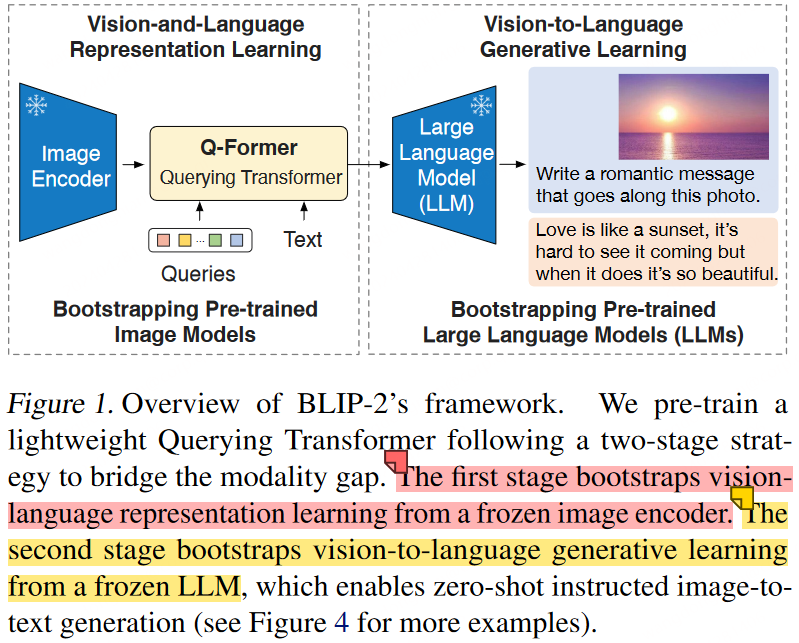 Vision-and-Language
Representation Learning
Vision-to-Language
Generative Learning
Image
Encoder
Q-Former
Querying Transformer
Queries
...
Text
Bootstrapping Pre-trained
Image Models
Large
Language
Model
(LLM)
Write a romantic message
that goes along this photo.
Love is like a sunset, it's
hard to see it coming but
when it does it's so beautiful.
Bootstrapping Pre-trained
Large Language Models (LLMs)
Figure 1. Overview of BLIP-2's framework. We pre-train a
lightweight Querying Transformer following a two-stage strat-
egy to bridge the modality gap. The first stage bootstraps vision-
language representation learning from a frozen image encoder. The
second stage bootstraps vision-to-language generative learning
from a frozen LLM, which enables zero-shot instructed image-to-
text generation (see Figure 4 for more examples).